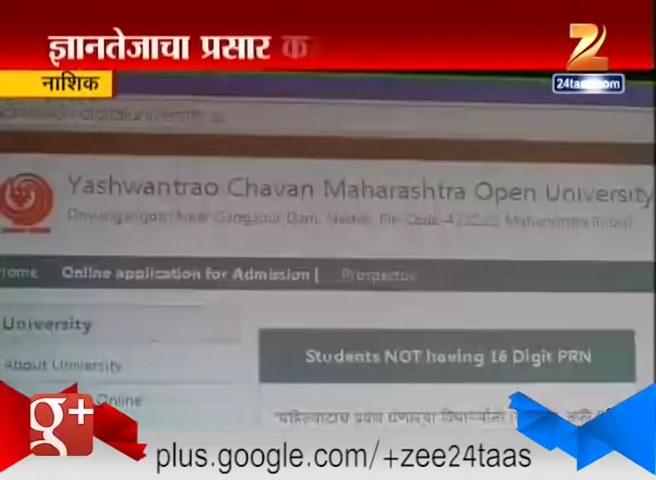 ज्ञानतेजाचा प्रसार
नाशिक
24taas.com
Yashwantrao Chavan Maharashtra Open University
Home Online application for Admission | Prospectus
University
Students NOT having 16 Digit PRN
About University
Online
g+
plus.google.com/+zee24taas